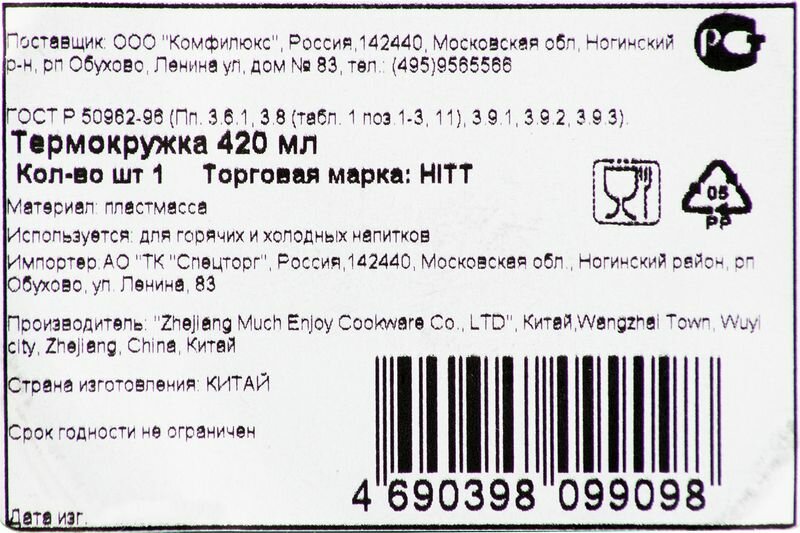 Поставщик: ООО "Комфилюкс", Россия,142440, Московская обл, Ногинский
р-н, рп Обухово, Ленина ул, дом № 83, тел.: (495)9565566
РСТ
ГОСТ Р 50962-96 (Пп. 3.6.1, 3.8 (табл. 1 поз.1-3, 11), 3.9.1, 3.9.2, 3.9.3).
Термокружка 420 мл
Кол-во шт 1 Торговая марка: HITT
05
PP
Материал: пластмасса
Используется: для горячих и холодных напитков
Импортер:АО "ТК "Спецторг", Россия,142440, Московская обл., Ногинский район, рп
Обухово, ул. Ленина, 83
Производитель: "Zhejiang Much Enjoy Cookware Co., LTD", Китай,Wangzhai Town, Wuyi
city, Zhejiang, China, Китай
Страна изготовления: КИТАЙ
Срок годности не ограничен
4 690398 099098
Дата изг.